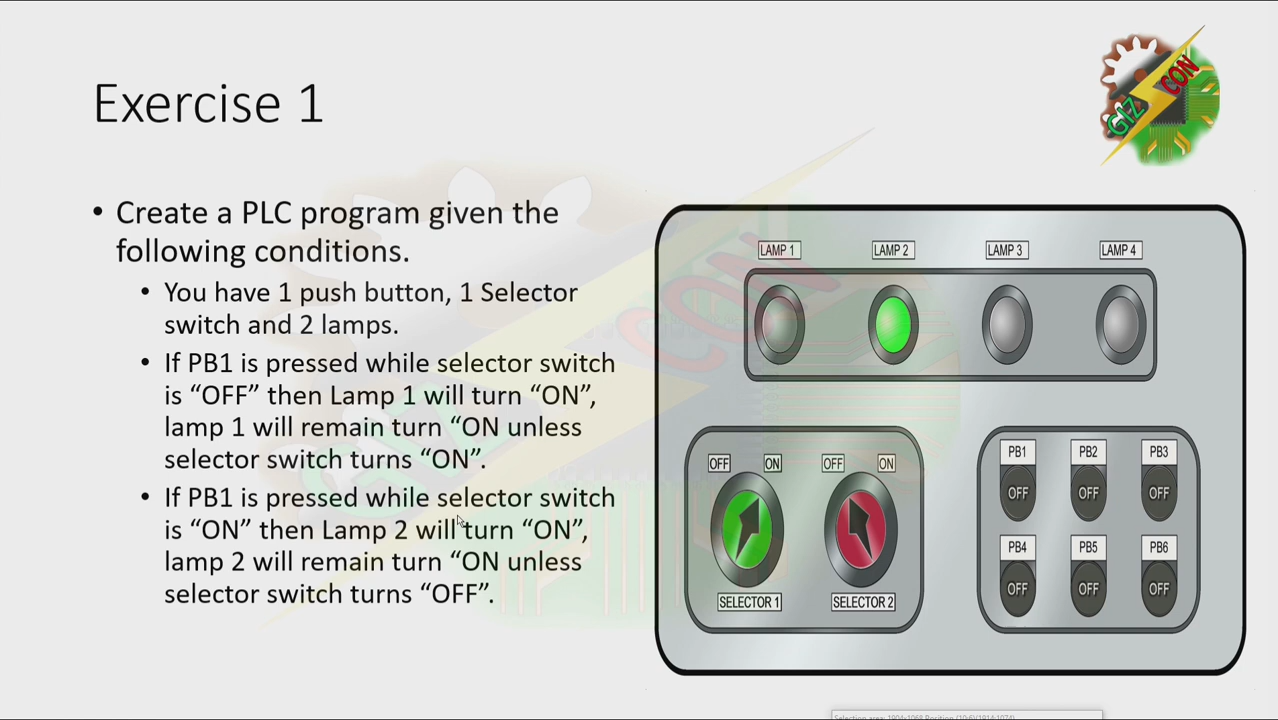 Exercise 1
GIZ
CON
• Create a PLC program given the
following conditions.
• You have 1 push button, 1 Selector
switch and 2 lamps.
• If PB1 is pressed while selector switch
is “OFF” then Lamp 1 will turn “ON”,
lamp 1 will remain turn “ON unless
selector switch turns “ON”.
• If PB1 is pressed while selector switch
is “ON” then Lamp 2 will turn “ON”,
lamp 2 will remain turn “ON unless
selector switch turns “OFF”.
LAMP 1 LAMP 2 LAMP 3 LAMP 4
OFF ON OFF ON
SELECTOR 1 SELECTOR 2
PB1 PB2 PB3
OFF OFF OFF
PB4 PB5 PB6
OFF OFF OFF
GIZ
CON